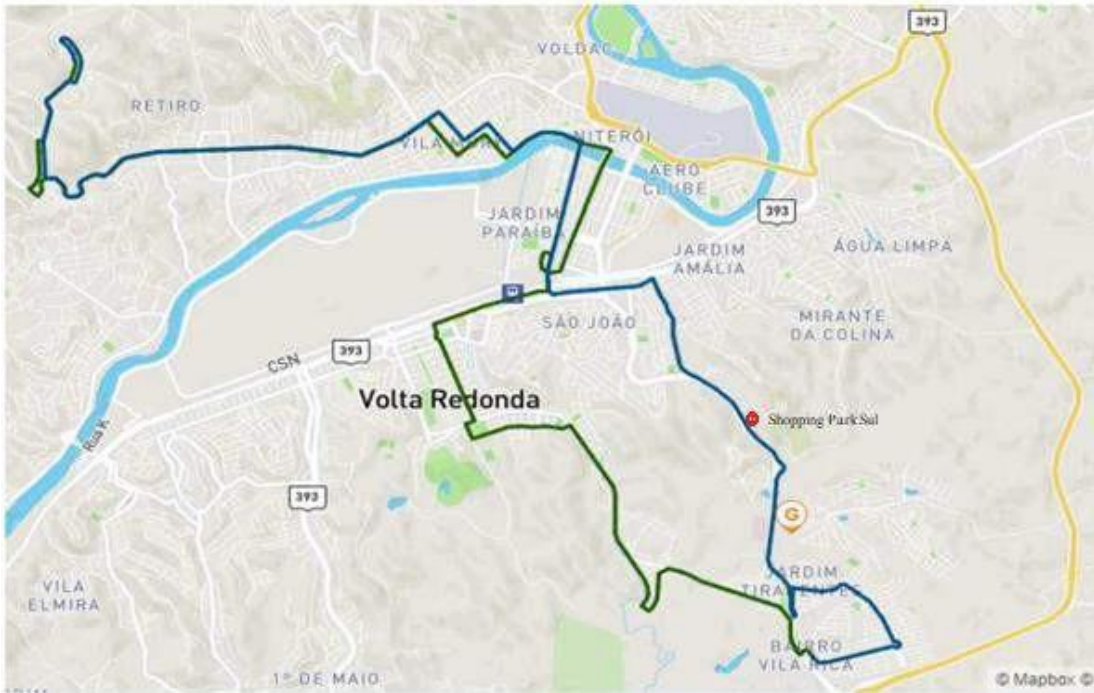 393
VOLDAC
RETIRO
VILA
NITERÓI
AERO
CLUBE
393
JARDIM
PARAÍBA
JARDIM
AMÁLIA
ÁGUA LIMPA
SÃO JOÃO
MIRANTE
DA COLINA
CSN
393
Volta Redonda
Shopping Park Sul
Rua K
393
G
VILA
ELMIRA
JARDIM
TIRADENTES
BAIRRO
VILA RICA
1º DE MAIO
© Mapbox ©